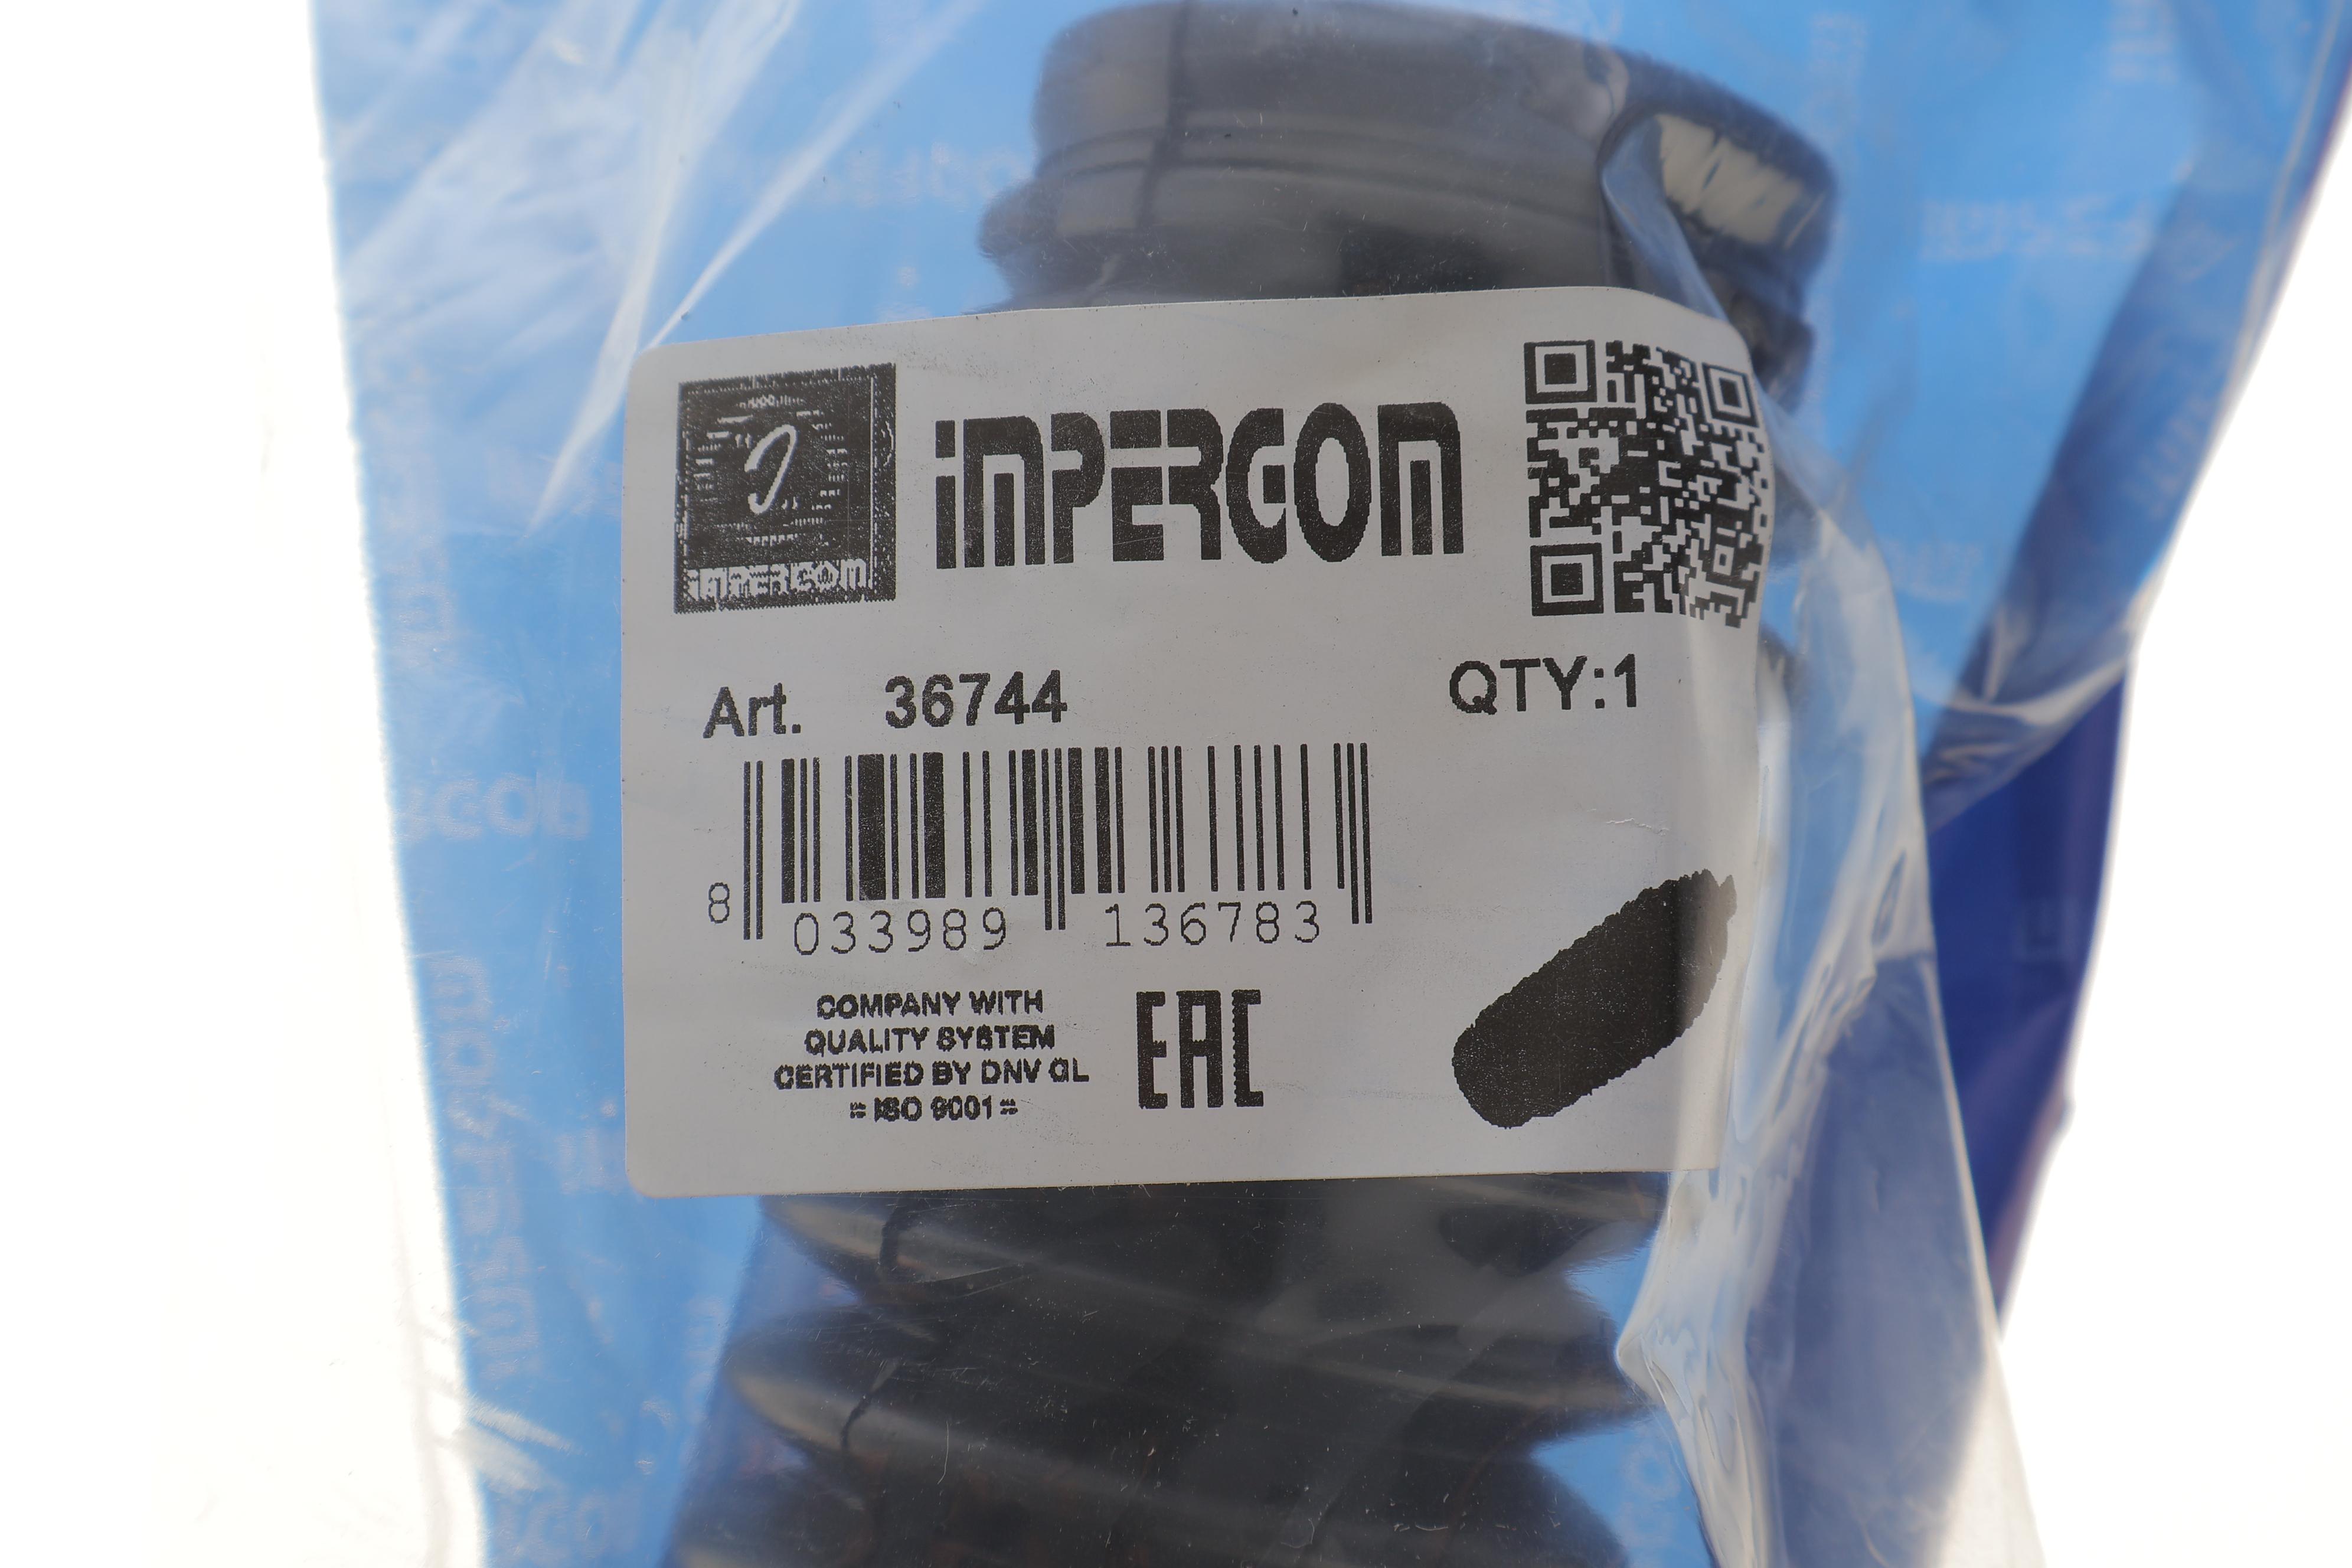 IMPERGOM
IMPERGOM
Art. 36744
QTY:1
8 033989 136783
COMPANY WITH
QUALITY SYSTEM
CERTIFIED BY DNV GL
= ISO 9001 =
EAC